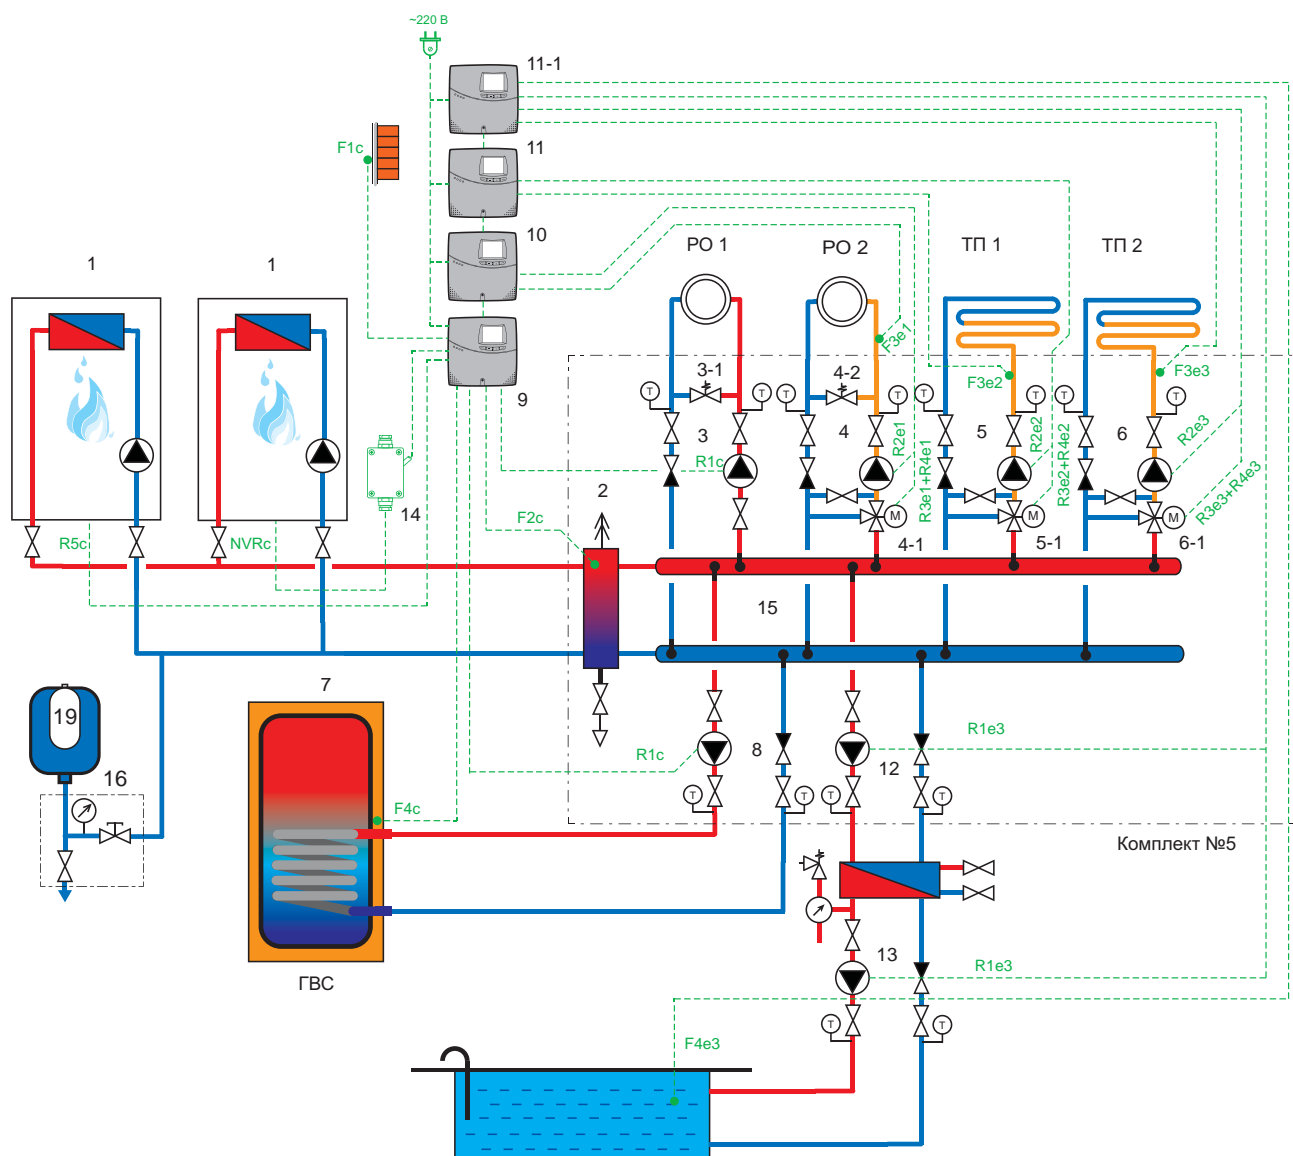 ~220 В
11-1
F1c
11
10
РО 1
РО 2
ТП 1
ТП 2
1
1
F3e1
3-1
4-2
F3e2
F3e3
9
T
T
T
T
T
T
T
T
3
4
5
6
R1c
R2e1
R2e2
R2e3
R3e1+R4e1
R3e2+R4e2
R3e3+R4e3
2
14
F2c
M
M
M
R5c
NVRc
4-1
5-1
6-1
15
7
19
16
R1c
8
12
R1e3
T
T
T
T
F4c
Комплект №5
13
R1e3
ГВС
T
T
F4e3